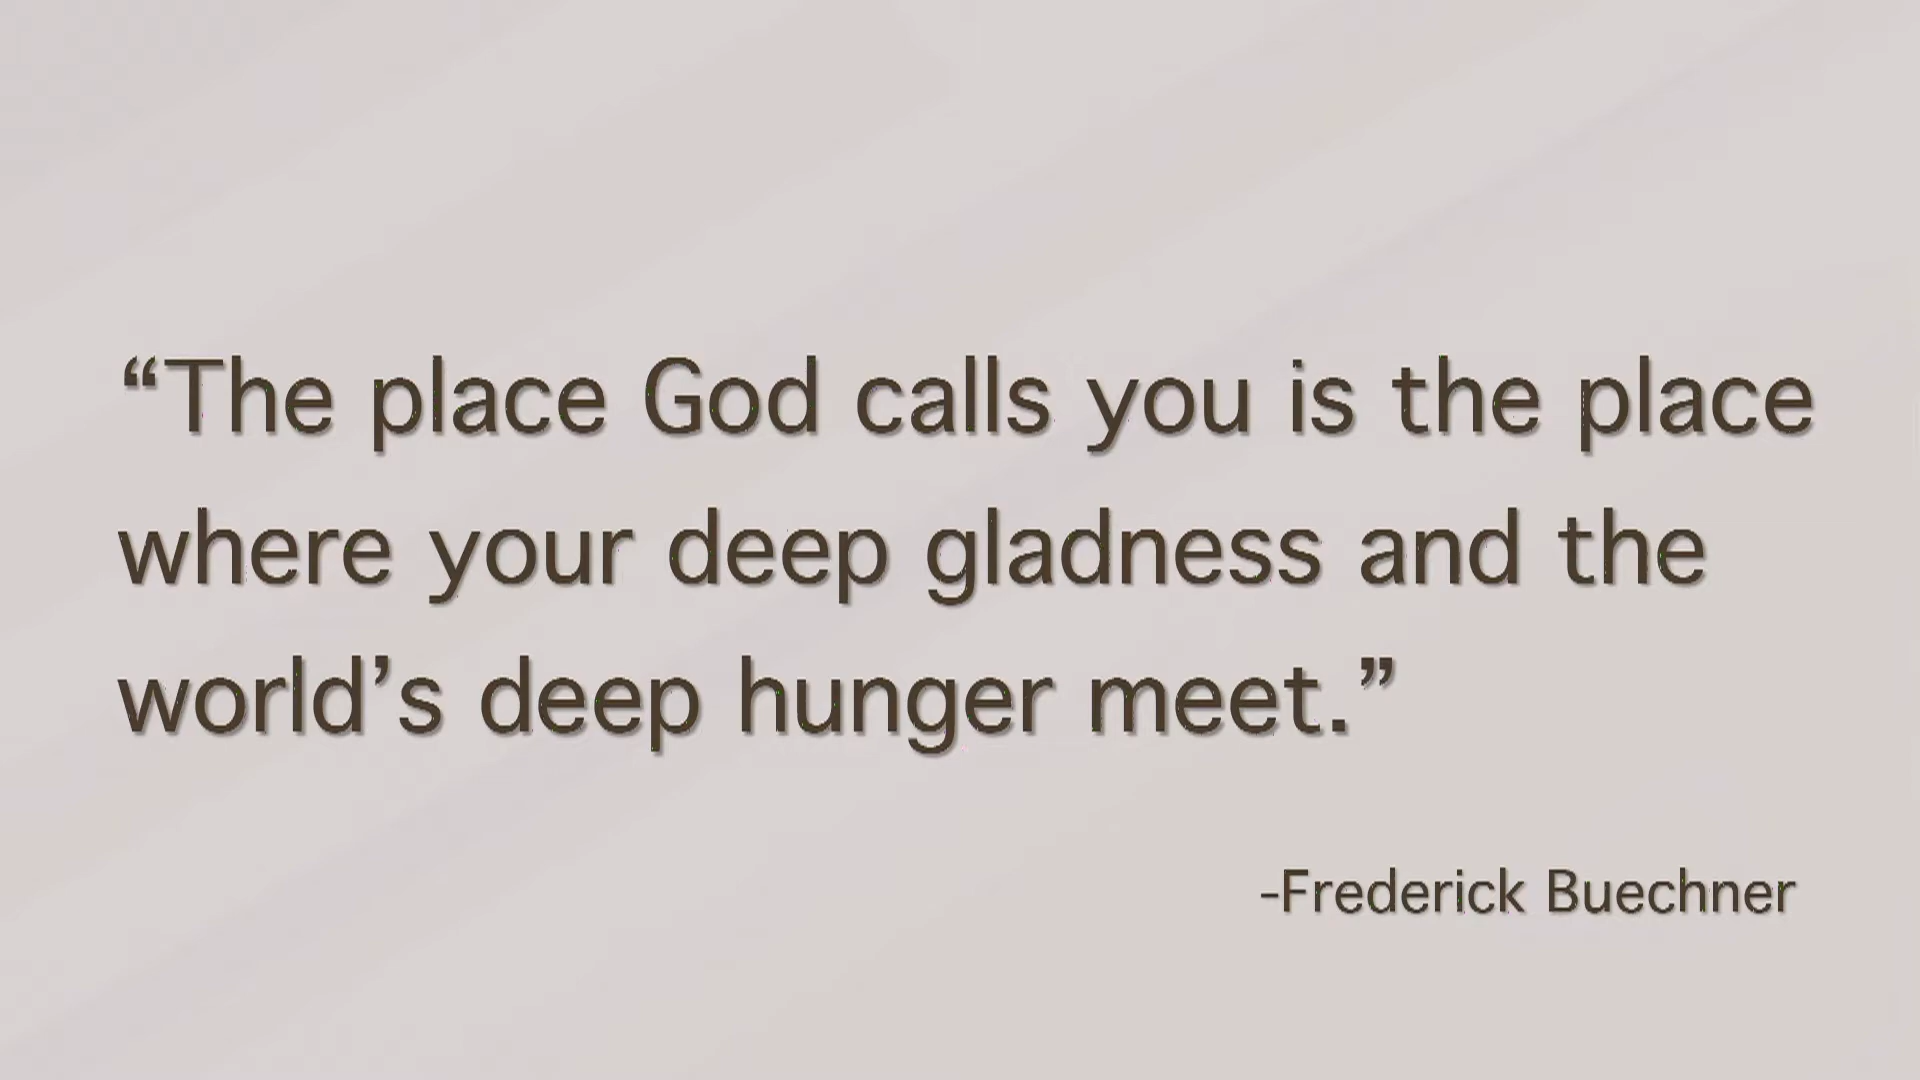 “The place God calls you is the place
where your deep gladness and the
world’s deep hunger meet.”
-Frederick Buechner